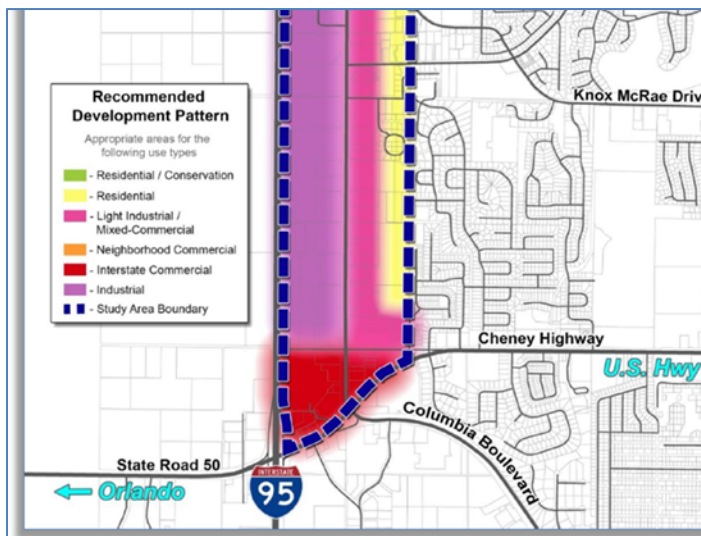 Recommended
Development Pattern
Appropriate areas for the
following use types
- Residential / Conservation
- Residential
- Light Industrial /
Mixed-Commercial
- Neighborhood Commercial
- Interstate Commercial
- Industrial
- Study Area Boundary
Knox McRae Driv
Cheney Highway
U.S. Hwy
Columbia Boulevard
State Road 50
Orlando
INTERSTATE
95